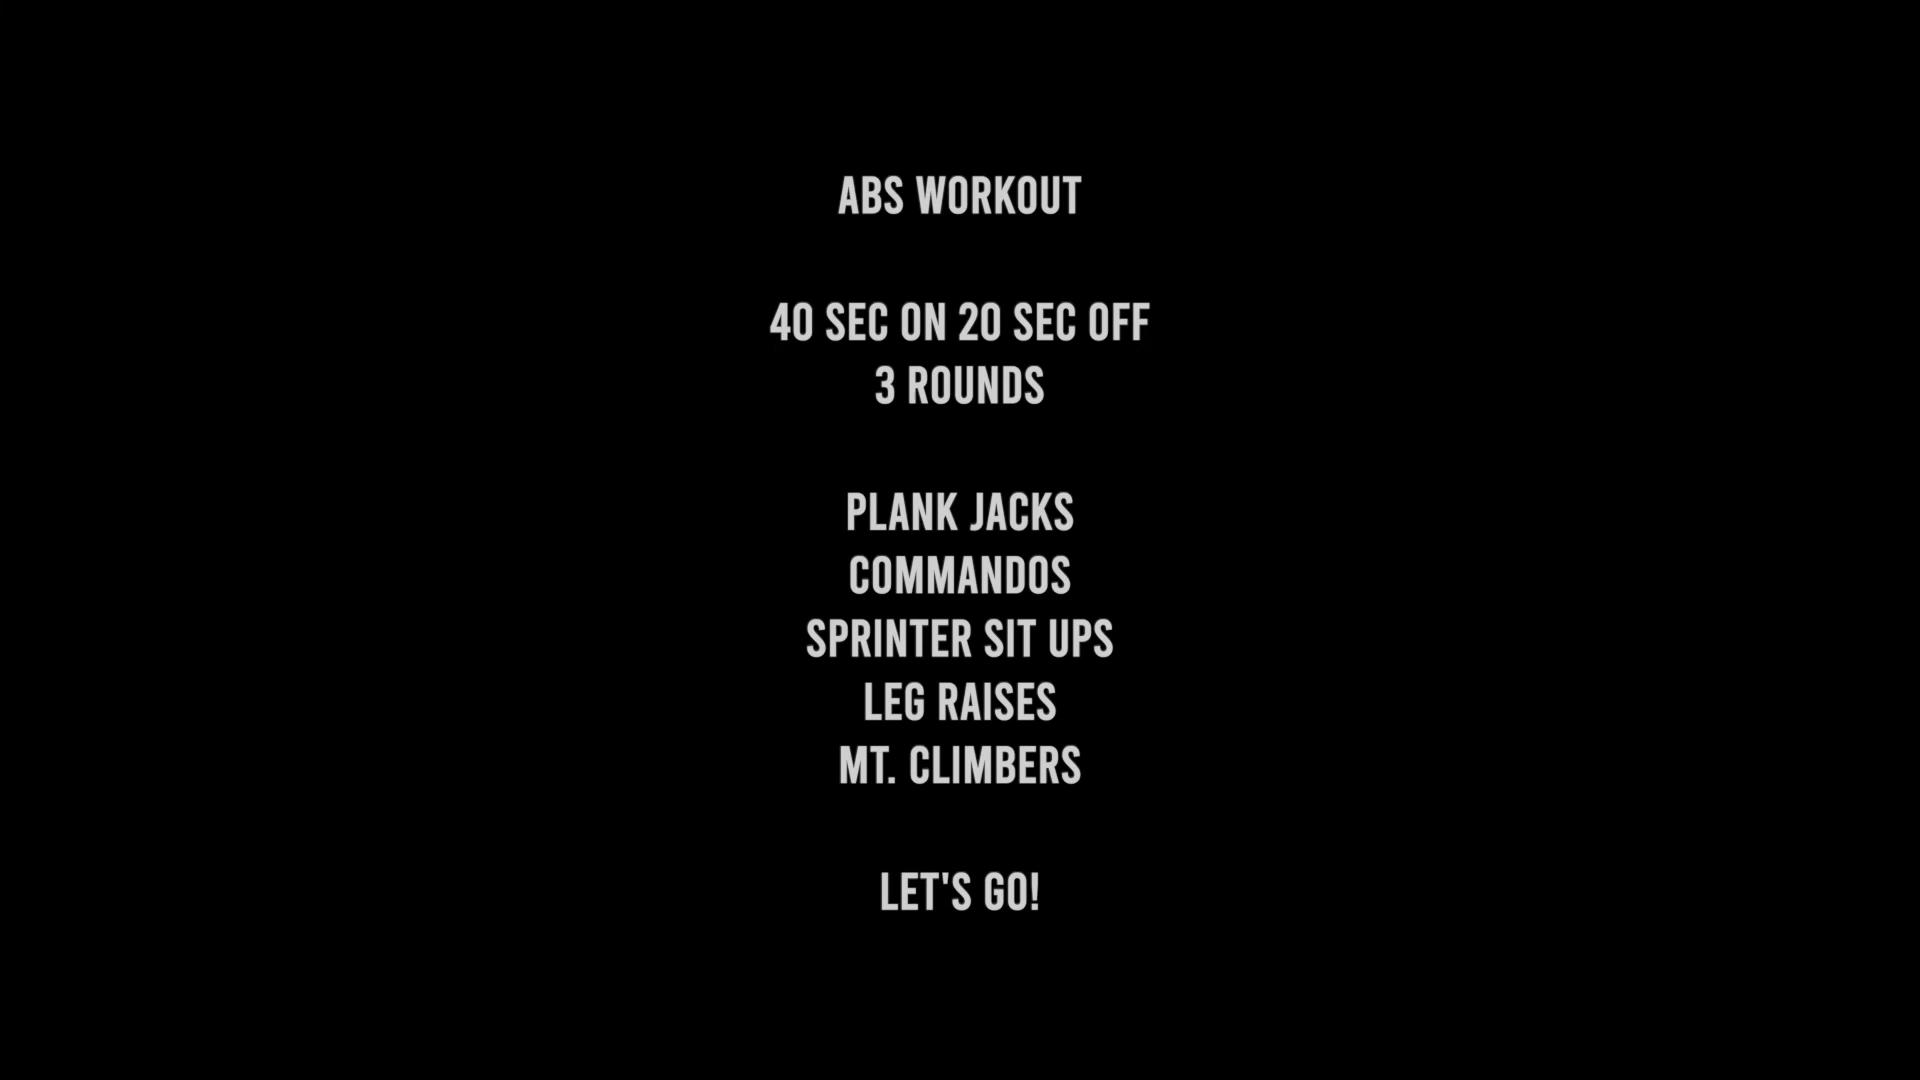 ABS WORKOUT
40 SEC ON 20 SEC OFF
3 ROUNDS
PLANK JACKS
COMMANDOS
SPRINTER SIT UPS
LEG RAISES
MT. CLIMBERS
LET'S GO!